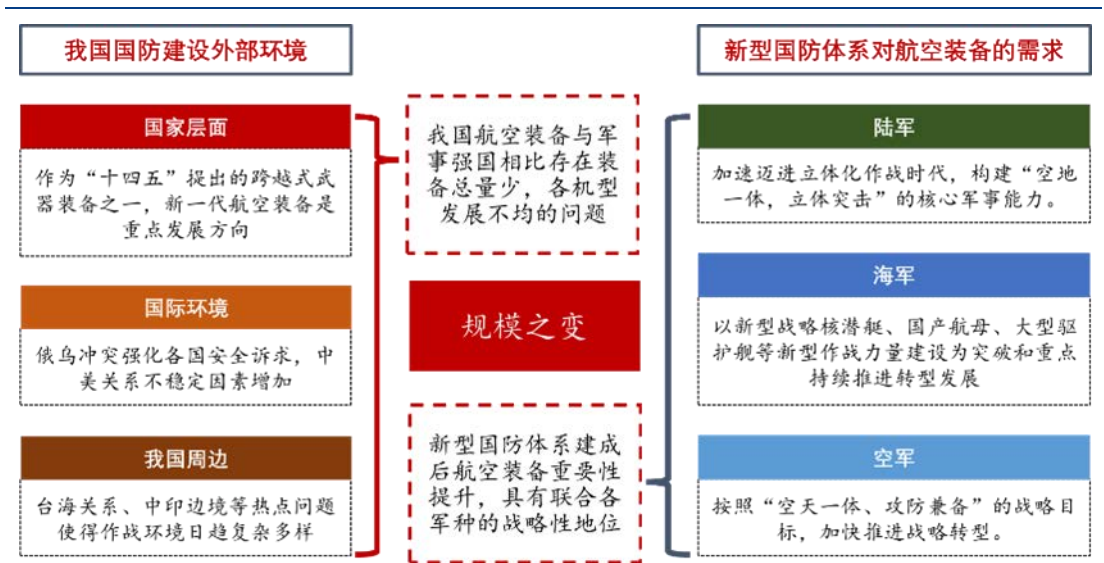 我国国防建设外部环境
国家层面
作为“十四五”提出的跨越式武
器装备之一，新一代航空装备是
重点发展方向
国际环境
俄乌冲突强化各国安全诉求，中
美关系不稳定因素增加
我国周边
台海关系、中印边境等热点问题
使得作战环境日趋复杂多样
我国航空装备与军
事强国相比存在装
备总量少，各机型
发展不均的问题
规模之变
新型国防体系建成
后航空装备重要性
提升，具有联合各
军种的战略性地位
新型国防体系对航空装备的需求
陆军
加速迈进立体化作战时代，构建“空地
一体，立体突击”的核心军事能力。
海军
以新型战略核潜艇、国产航母、大型驱
护舰等新型作战力量建设为突破和重点
持续推进转型发展
空军
按照“空天一体、攻防兼备”的战略目
标，加快推进战略转型。